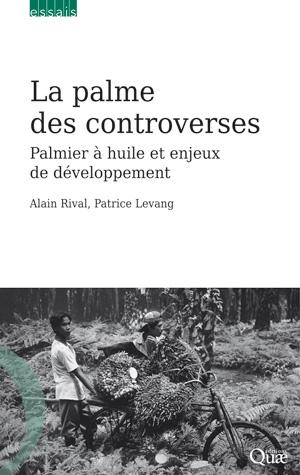 essais
La palme
des controverses
Palmier à huile et enjeux
de développement
Alain Rival, Patrice Levang
éditions
Quæ